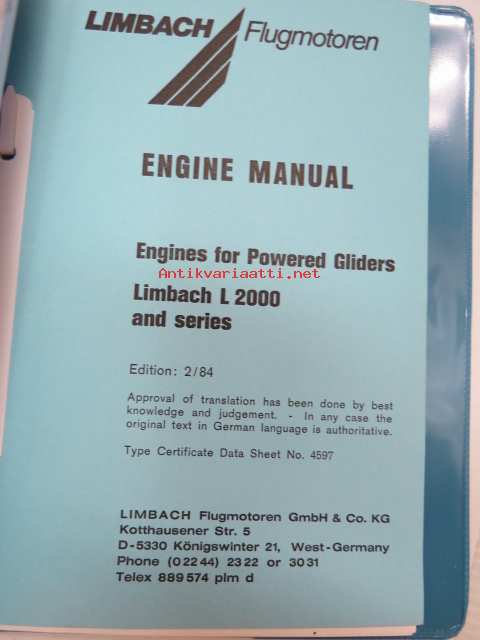 LIMBACH Flugmotoren
ENGINE MANUAL
Engines for Powered Gliders
Antikvariaatti.net
Limbach L 2000
and series
Edition: 2/84
Approval of translation has been done by best
knowledge and judgement. - In any case the
original text in German language is authoritative.
Type Certificate Data Sheet No. 4597
LIMBACH Flugmotoren GmbH & Co. KG
Kotthausener Str. 5
D-5330 Königswinter 21, West-Germany
Phone (0 22 44) 23 22 or 30 31
Telex 889 574 plm d